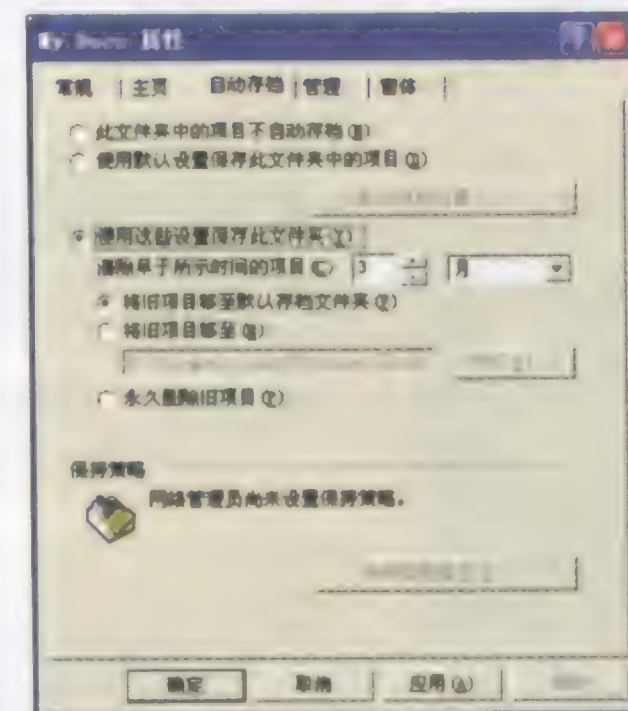 属性
常规 主页 自动存档 管理 窗体
此文件夹中的项目不自动存档(N)
使用默认设置保存此文件夹中的项目(U)
使用这些设置保存此文件夹(T)
清除早于所示时间的项目(C) 3 月
将旧项目移至默认存档文件夹
将旧项目移至
永久删除旧项目
保持策略
网络管理员尚未设置保持策略。
确定 取消 应用(A)